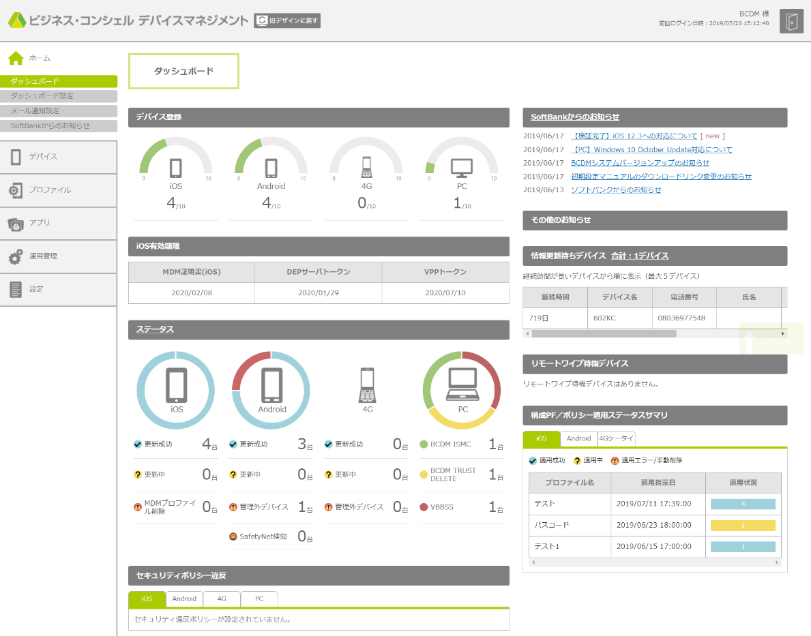 ビジネス・コンシェル デバイスマネジメント
旧デザインに戻す
BCDM 様
前回ログイン日時：2019/07/23 15:12:40
ホーム
ダッシュボード
ダッシュボード設定
メール通知設定
SoftBankからのお知らせ
デバイス
プロファイル
アプリ
運用管理
設定
ダッシュボード
デバイス登録
0 10 0 10 0 10 0 10
iOS Android 4G PC
4/10 4/10 0/10 1/10
iOS有効期限
MDM証明書(iOS) DEPサーバトークン VPPトークン
2020/02/08 2020/01/29 2020/07/10
ステータス
iOS Android 4G PC
更新成功 4台 更新成功 3台 更新成功 0台 BCDM ISMC 1台
更新中 0台 更新中 0台 更新中 0台 BCDM TRUST DELETE 1台
MDMプロファイル削除 0台 管理外デバイス 1台 管理外デバイス 0台 VBBSS 1台
SafetyNet検知 0台
セキュリティポリシー違反
iOS Android 4G PC
セキュリティ違反ポリシーが設定されていません。
SoftBankからのお知らせ
2019/06/17 【検証完了】iOS 12.3への対応について [ new ]
2019/06/17 【PC】Windows 10 October Update対応について
2019/06/17 BCDMシステムバージョンアップのお知らせ
2019/06/17 初期設定マニュアルのダウンロードリンク変更のお知らせ
2019/06/13 ソフトバンクからのお知らせ
その他のお知らせ
情報更新待ちデバイス 合計：1デバイス
継続時間が長いデバイスから順に表示（最大５デバイス）
継続時間 デバイス名 電話番号 氏名
719日 602KC 08036977548
リモートワイプ待機デバイス
リモートワイプ待機デバイスはありません。
構成PF／ポリシー適用ステータスサマリ
iOS Android 4Gケータイ
適用成功 適用中 適用エラー/手動削除
プロファイル名 適用指示日 適用状況
テスト 2019/07/11 17:39:00 4
パスコード 2019/06/23 18:00:00 1
テスト1 2019/06/15 17:00:00 1